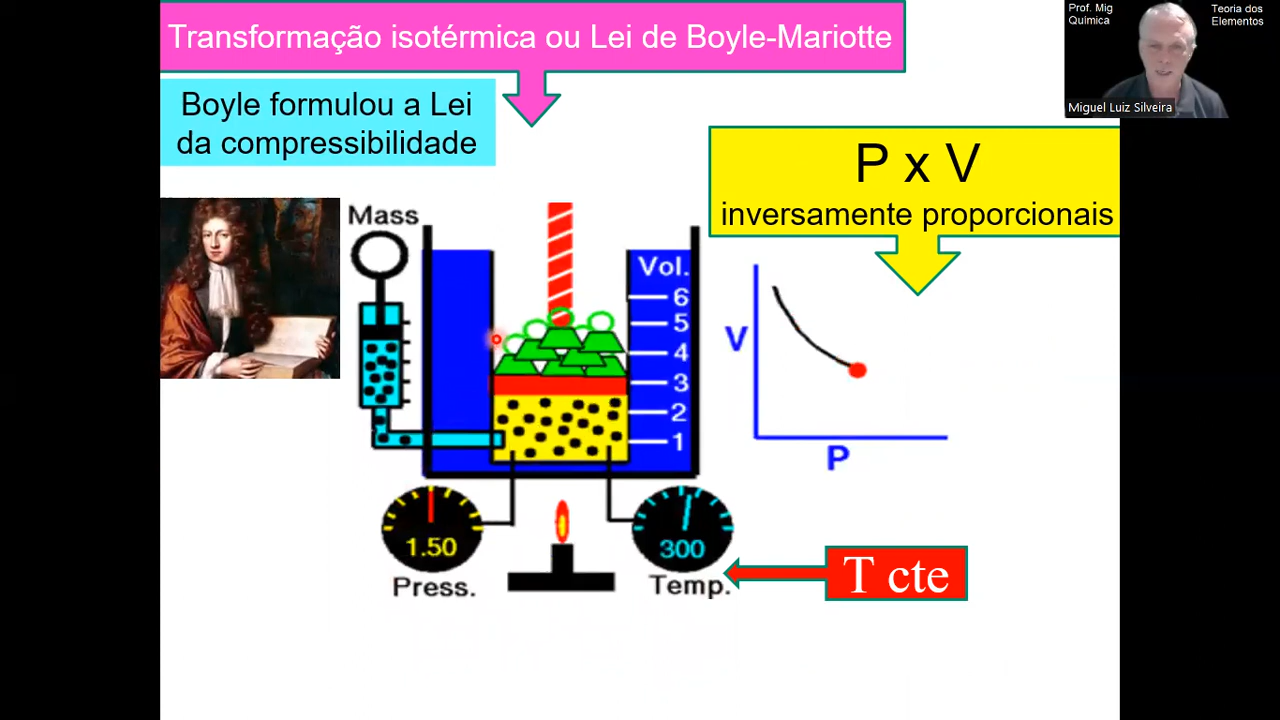 Transformação isotérmica ou Lei de Boyle-Mariotte
Prof. Mig
Química
Teoria dos
Elementos
Miguel Luiz Silveira
Boyle formulou a Lei
da compressibilidade
P x V
inversamente proporcionais
Mass
Vol.
6
5
4
3
2
1
V
P
1.50
Press.
300
Temp.
T cte